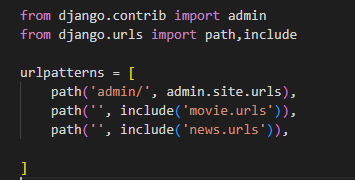 from django.contrib import admin
from django.urls import path,include

urlpatterns = [
    path('admin/', admin.site.urls),
    path('', include('movie.urls')),
    path('', include('news.urls')),

]